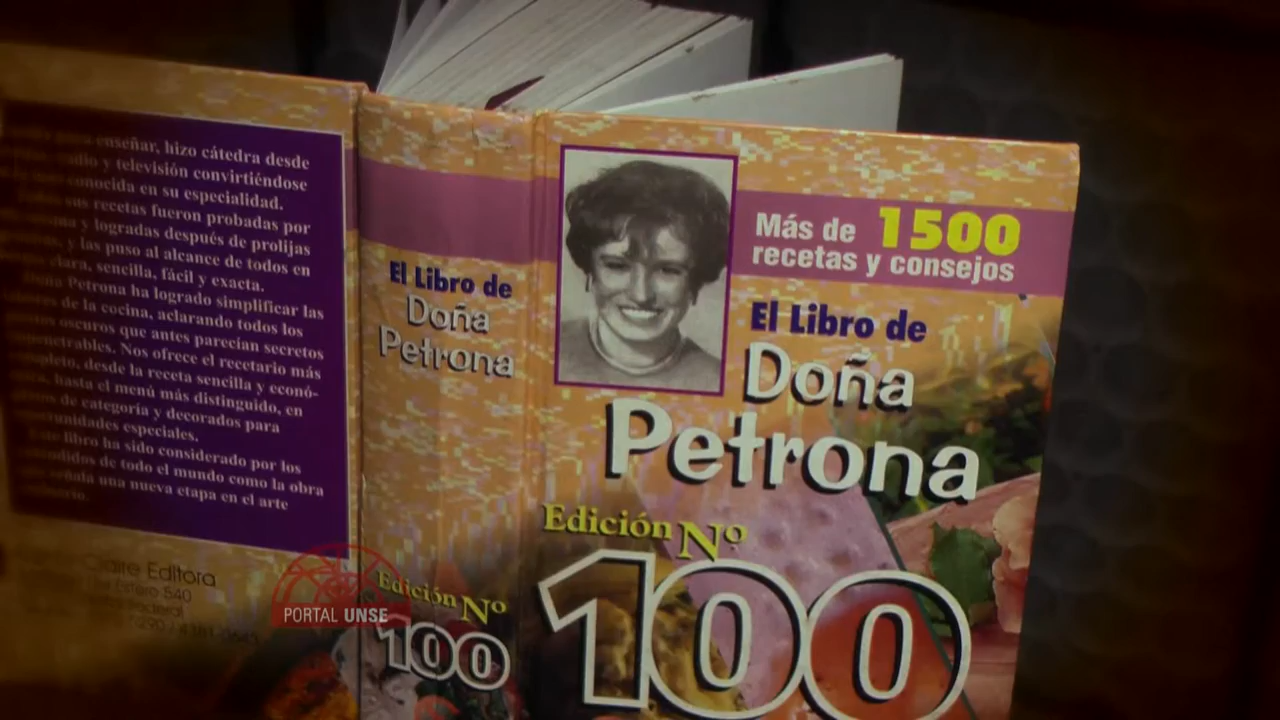 enseñar, hizo cátedra desde
y televisión convirtiéndose
conocida en su especialidad.
sus recetas fueron probadas por
y logradas después de prolijas
y las puso al alcance de todos en
clara, sencilla, fácil y exacta.
Doña Petrona ha logrado simplificar las
de la cocina, aclarando todos los
oscuros que antes parecían secretos
Nos ofrece el recetario más
desde la receta sencilla y econó-
hasta el menú más distinguido, en
de categoría y decorados para
especiales.
libro ha sido considerado por los
de todo el mundo como la obra
señala una nueva etapa en el arte
Claire Editora
540
PORTAL UNSE
El Libro de
Doña
Petrona
Edición Nº
100
Más de 1500
recetas y consejos
El Libro de
Doña
Petrona
Edición Nº
100